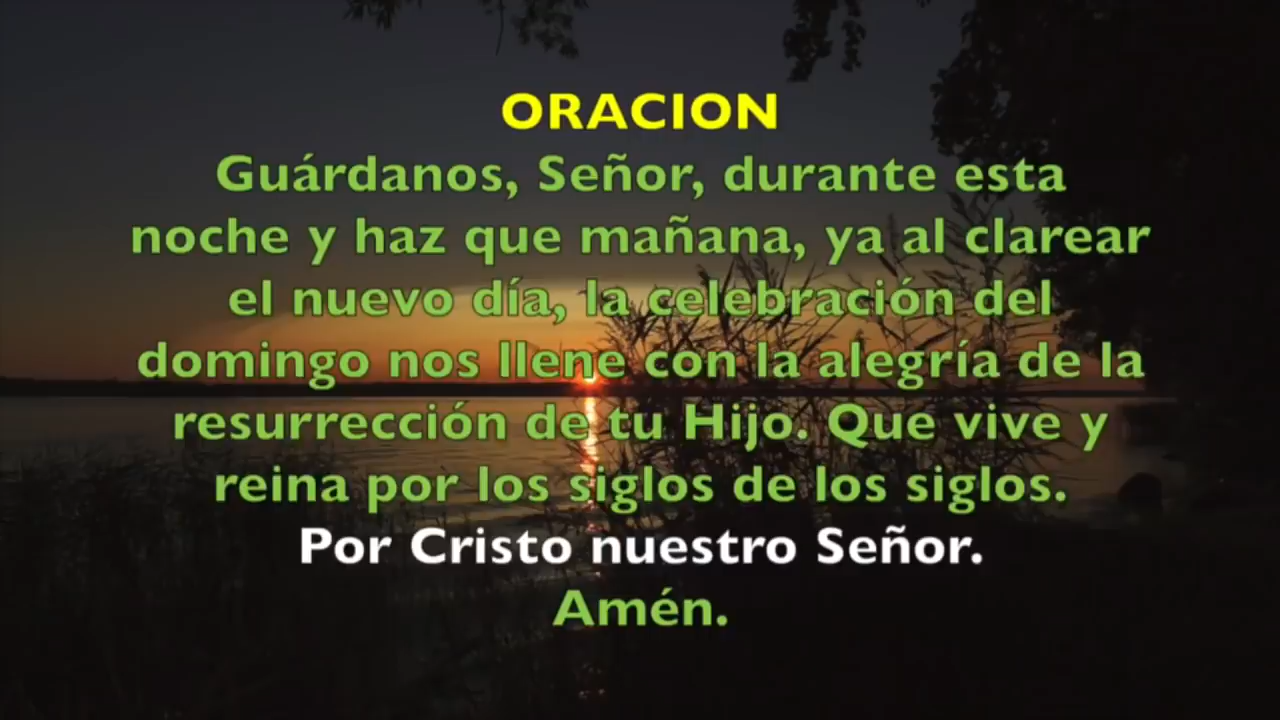 ORACION
Guárdanos, Señor, durante esta
noche y haz que mañana, ya al clarear
el nuevo día, la celebración del
domingo nos llene con la alegría de la
resurrección de tu Hijo. Que vive y
reina por los siglos de los siglos.
Por Cristo nuestro Señor.
Amén.